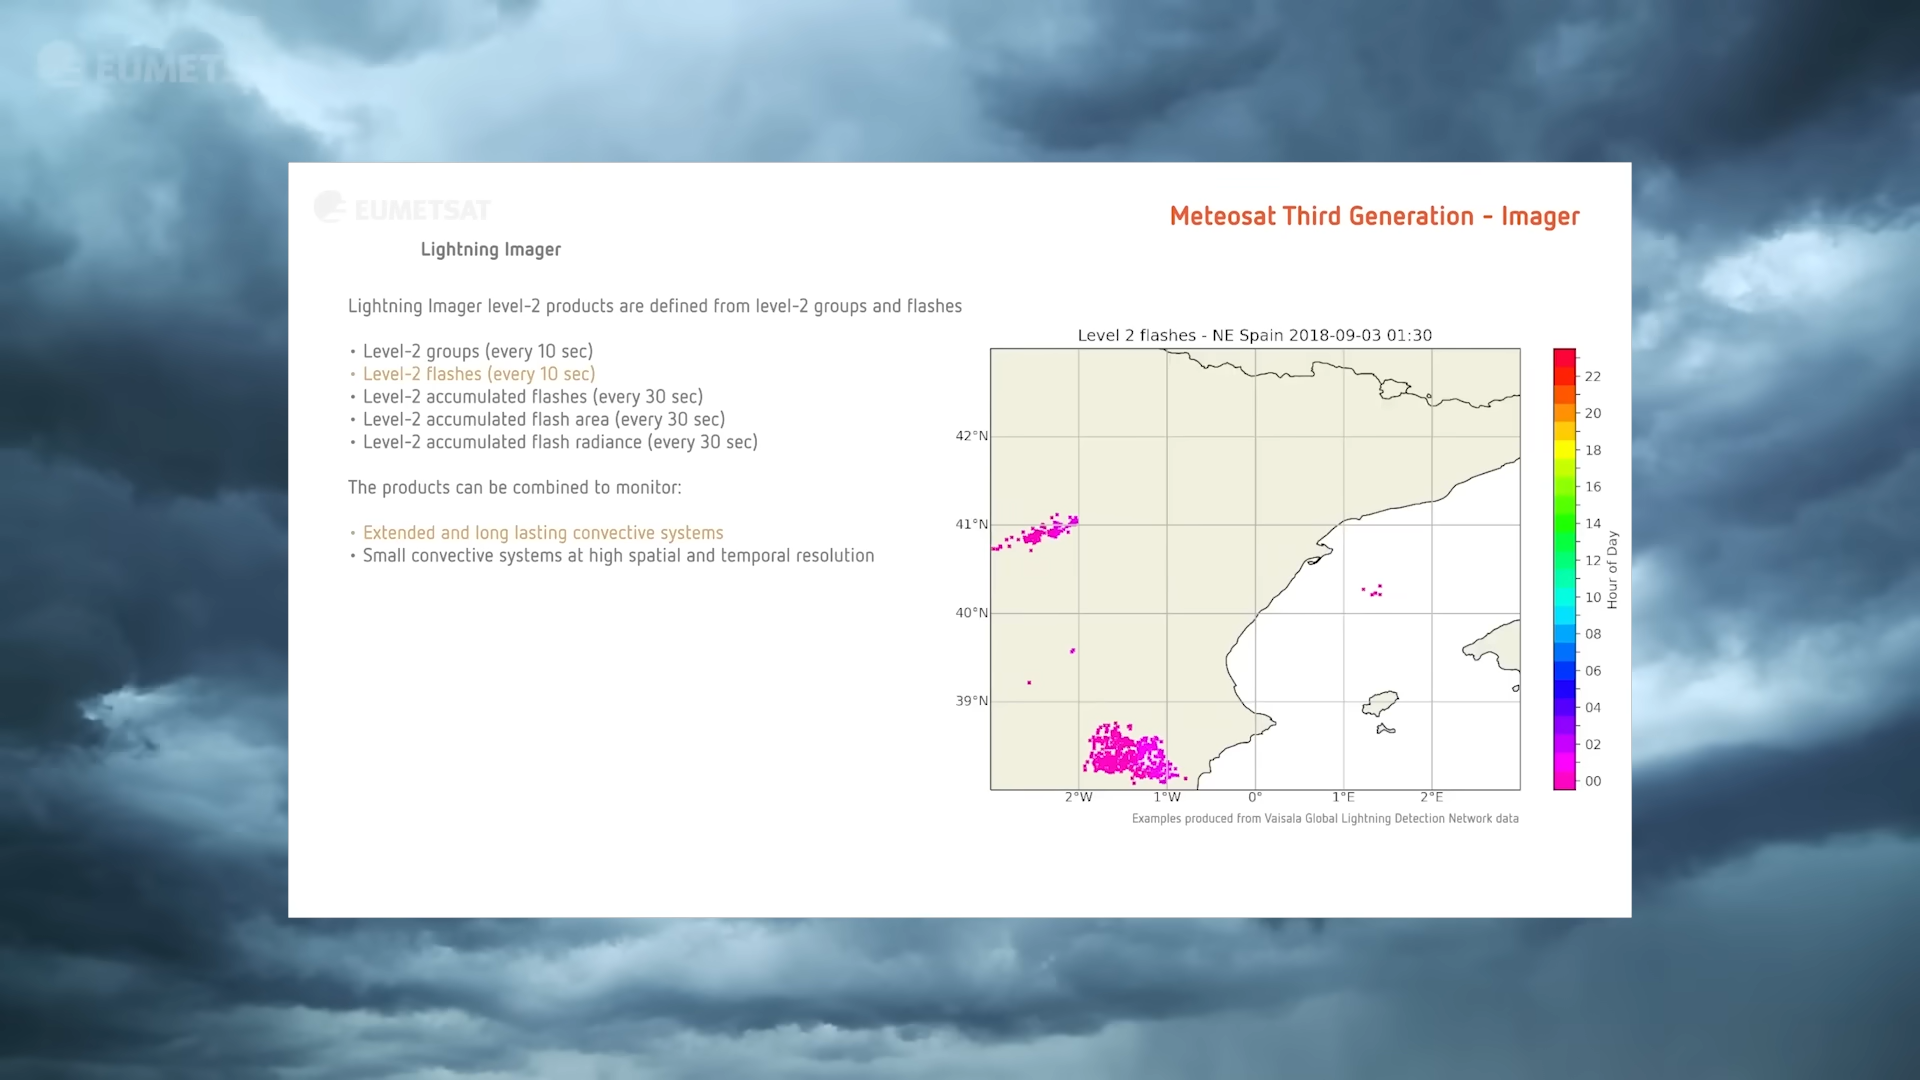 EUMETS
EUMETSAT
Meteosat Third Generation - Imager
Lightning Imager
Lightning Imager level-2 products are defined from level-2 groups and flashes
• Level-2 groups (every 10 sec)
• Level-2 flashes (every 10 sec)
• Level-2 accumulated flashes (every 30 sec)
• Level-2 accumulated flash area (every 30 sec)
• Level-2 accumulated flash radiance (every 30 sec)
The products can be combined to monitor:
• Extended and long lasting convective systems
• Small convective systems at high spatial and temporal resolution
Level 2 flashes - NE Spain 2018-09-03 01:30
42°N
41°N
40°N
39°N
2°W 1°W 0° 1°E 2°E
22
20
18
16
14
12
10
08
06
04
02
00
Hour of Day
Examples produced from Vaisala Global Lightning Detection Network data